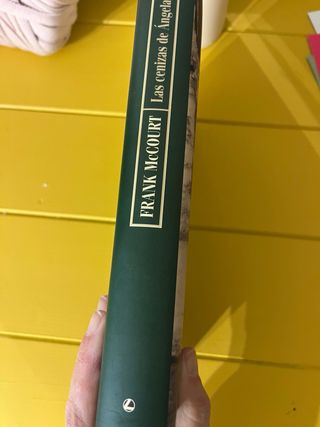 FRANK McCOURT
Las cenizas de Ángela